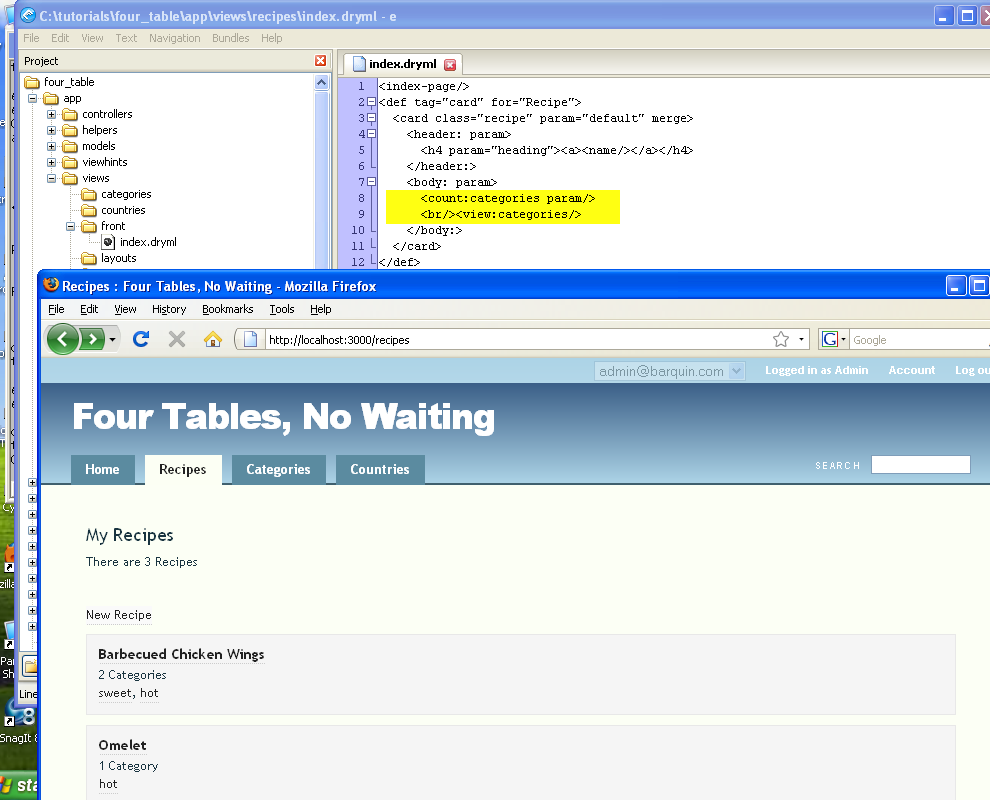 C:\tutorials\four_table\app\views\recipes\index.dryml - e
File Edit View Text Navigation Bundles Help
Project
four_table
app
controllers
helpers
models
viewhints
views
categories
countries
front
index.dryml
layouts
index.dryml
1 <index-page/>
2 <def tag="card" for="Recipe">
3 <card class="recipe" param="default" merge>
4 <header: param>
5 <h4 param="heading"><a><name/></a></h4>
6 </header:>
7 <body: param>
8 <count:categories param/>
9 <br/><view:categories/>
10 </body:>
11 </card>
12 </def>
Recipes : Four Tables, No Waiting - Mozilla Firefox
File Edit View History Bookmarks Tools Help
http://localhost:3000/recipes
G Google
admin@barquin.com Logged in as Admin Account Log ou
Four Tables, No Waiting
Home Recipes Categories Countries
SEARCH
My Recipes
There are 3 Recipes
New Recipe
Barbecued Chicken Wings
2 Categories
sweet, hot
Omelet
1 Category
hot
Line
SnagIt 8
sta